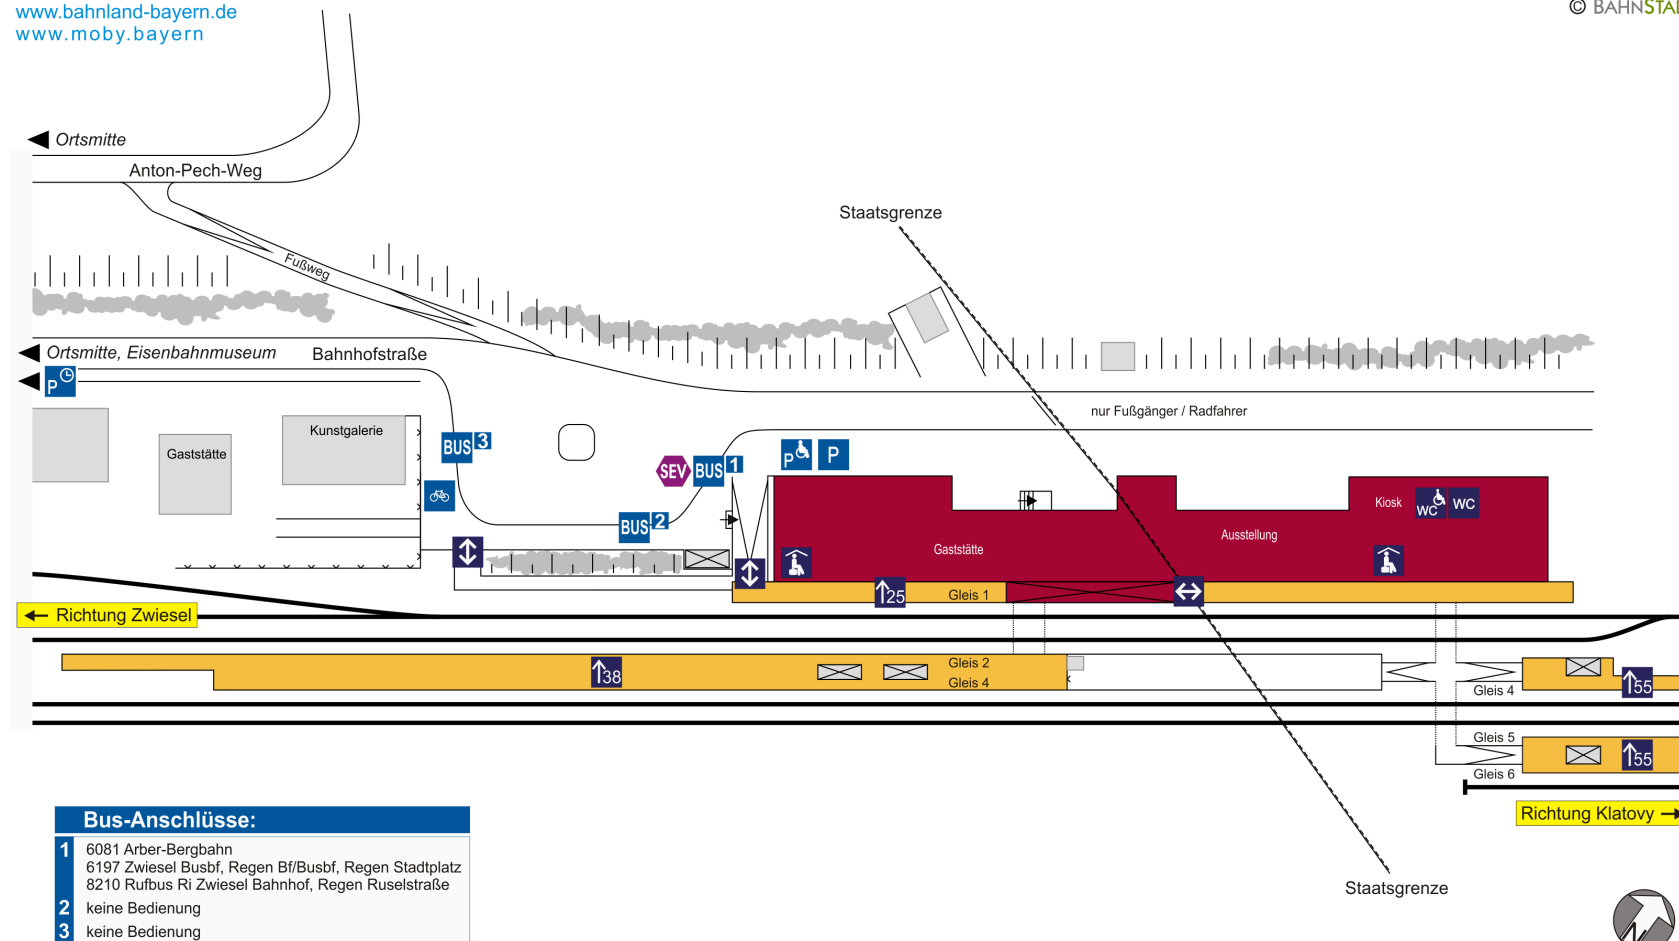 www.bahnland-bayern.de
www.moby.bayern
© BAHNSTA
Ortsmitte
Anton-Pech-Weg
Staatsgrenze
Fußweg
Ortsmitte, Eisenbahnmuseum
Bahnhofstraße
P
nur Fußgänger / Radfahrer
Kunstgalerie
Gaststätte
BUS 3
SEV BUS 1
P P
BUS 2
Kiosk
WC WC
Ausstellung
Gaststätte
25
Gleis 1
Richtung Zwiesel
38
Gleis 2
Gleis 4
Gleis 4
55
Gleis 5
Gleis 6
55
Richtung Klatovy
Bus-Anschlüsse:
1 6081 Arber-Bergbahn
6197 Zwiesel Busbf, Regen Bf/Busbf, Regen Stadtplatz
8210 Rufbus Ri Zwiesel Bahnhof, Regen Ruselstraße
2 keine Bedienung
3 keine Bedienung
Staatsgrenze
N